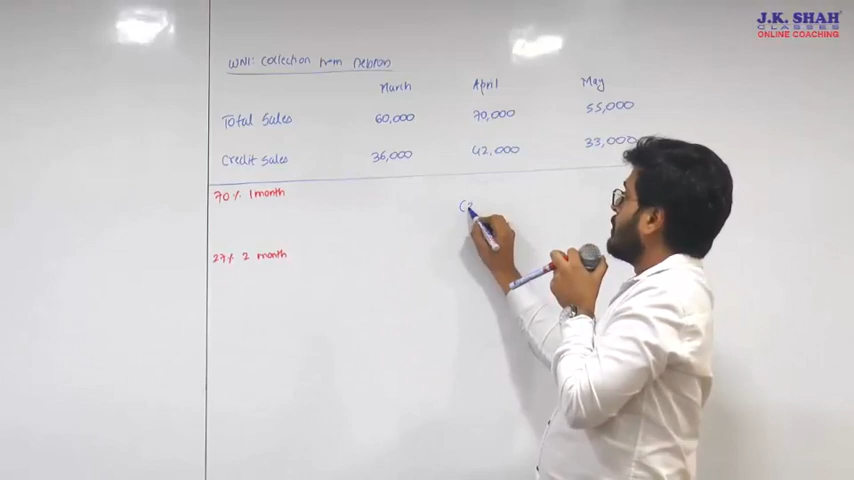 J.K. SHAH
CLASSES
ONLINE COACHING
WN1: Collection from Debtors
March April May
Total Sales 60,000 70,000 55,000
Credit Sales 36,000 42,000 33,000
70% 1 month
27% 2 month